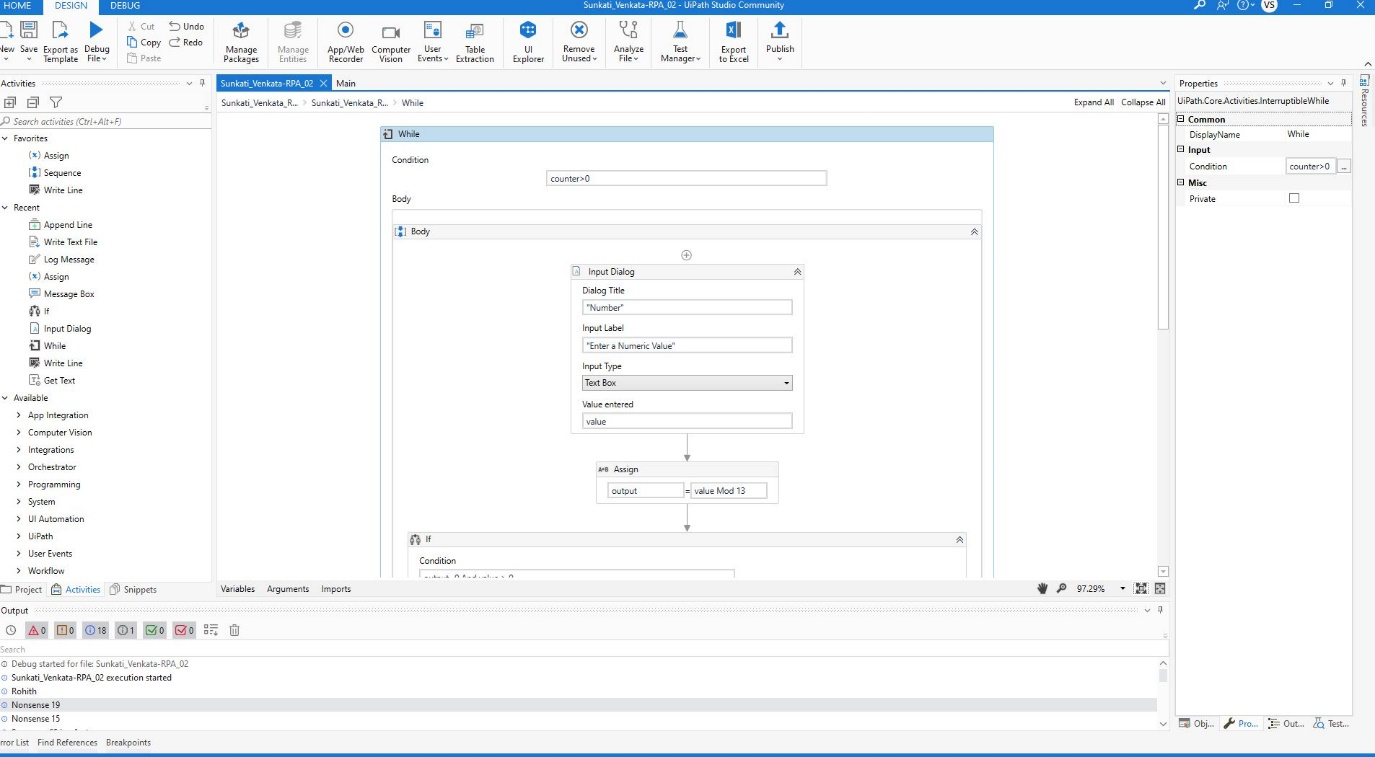 HOME DESIGN DEBUG
Sunkati_Venkata-RPA_02 - UiPath Studio Community
VS
Save
Export as Template
Debug File
Cut
Copy
Paste
Undo
Redo
Manage Packages
Manage Entities
App/Web Recorder
Computer Vision
User Events
Table Extraction
UI Explorer
Remove Unused
Analyze File
Test Manager
Export to Excel
Publish
Activities
Search activities (Ctrl+Alt+F)
Favorites
Assign
Sequence
Write Line
Recent
Append Line
Write Text File
Log Message
Assign
Message Box
If
Input Dialog
While
Write Line
Get Text
Available
App Integration
Computer Vision
Integrations
Orchestrator
Programming
System
UI Automation
UiPath
User Events
Workflow
Project Activities Snippets
Sunkati_Venkata-RPA_02 Main
Sunkati_Venkata_R... > Sunkati_Venkata_R... > While
Expand All Collapse All
While
Condition
counter>0
Body
Body
Input Dialog
Dialog Title
"Number"
Input Label
"Enter a Numeric Value"
Input Type
Text Box
Value entered
value
A*B Assign
output = value Mod 13
If
Condition
Variables Arguments Imports
97.29%
Properties
UiPath.Core.Activities.InterruptibleWhile
Common
DisplayName While
Input
Condition counter>0 ...
Misc
Private
Resources
Obj... Pro... Out... Test...
Output
0 0 18 1 0 0
Search
Debug started for file: Sunkati_Venkata-RPA_02
Sunkati_Venkata-RPA_02 execution started
Rohith
Nonsense 19
Nonsense 15
rror List Find References Breakpoints